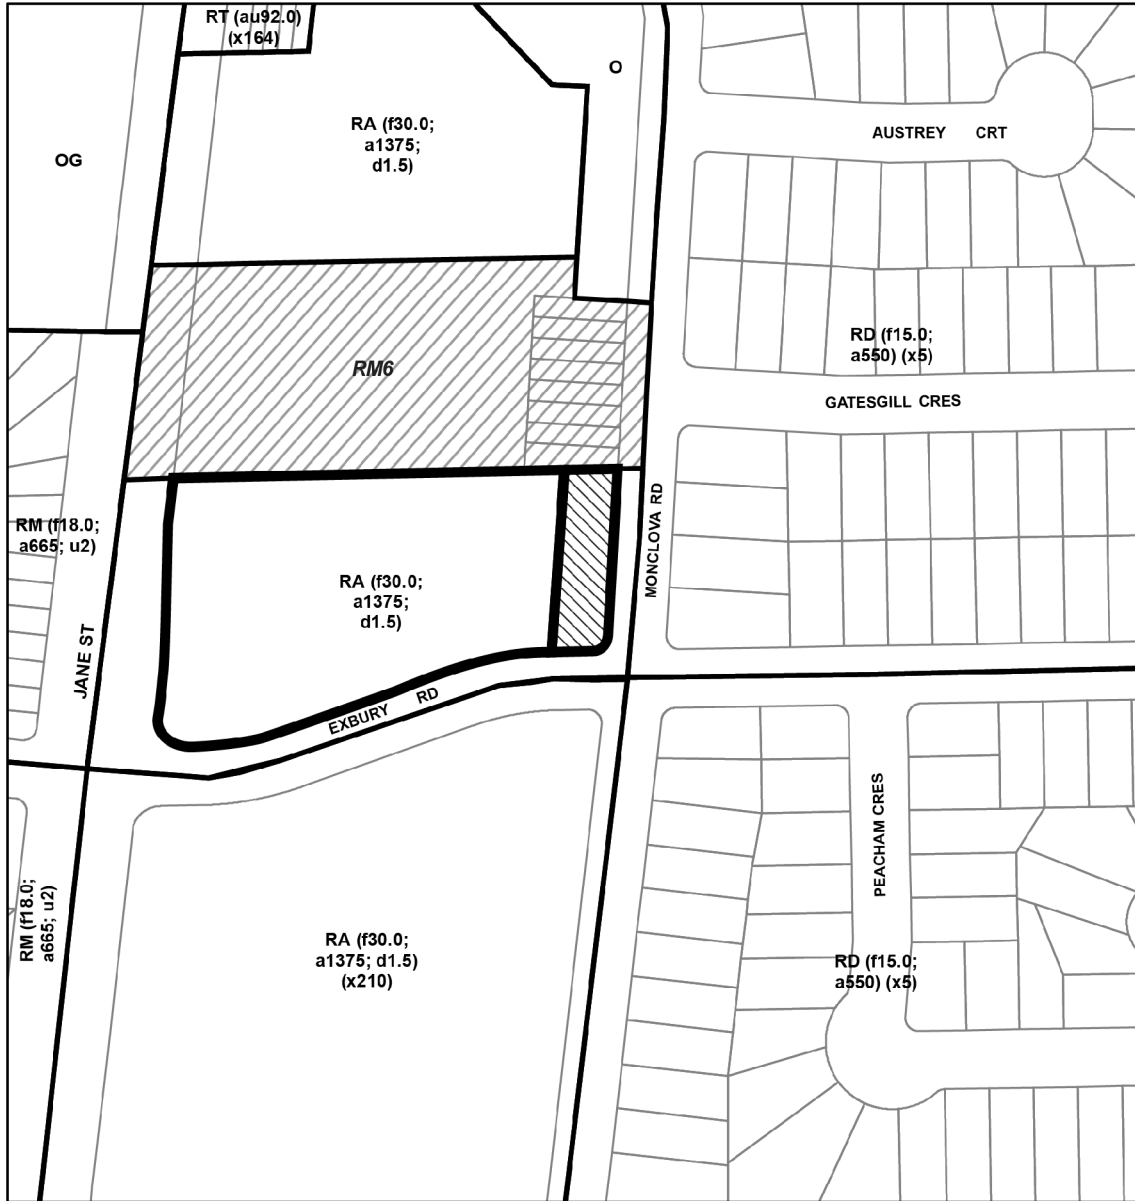 RT (au92.0)
(x164)
O
RA (f30.0;
a1375;
d1.5)
AUSTREY CRT
OG
RD (f15.0;
a550) (x5)
RM6
GATESGILL CRES
RM (f18.0;
a665; u2)
MONCLOVA RD
RA (f30.0;
a1375;
d1.5)
JANE ST
EXBURY RD
PEACHAM CRES
RM (f18.0;
a665; u2)
RA (f30.0;
a1375; d1.5)
(x210)
RD (f15.0;
a550) (x5)